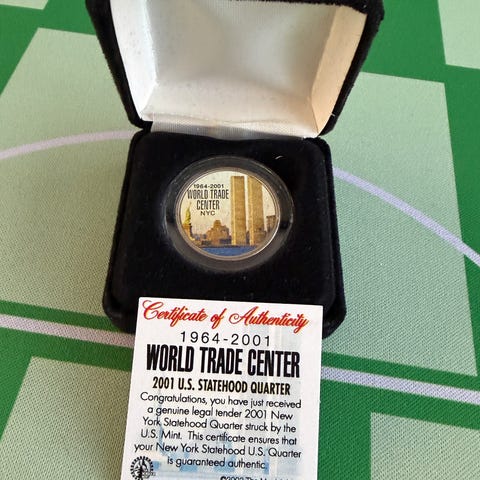 1964-2001
WORLD TRADE
CENTER
NYC
Certificate of Authenticity
1964-2001
WORLD TRADE CENTER
2001 U.S. STATEHOOD QUARTER
Congratulations, you have just received
a genuine legal tender 2001 New
York Statehood Quarter struck by the
U.S. Mint. This certificate ensures that
your New York Statehood U.S. Quarter
is guaranteed authentic.